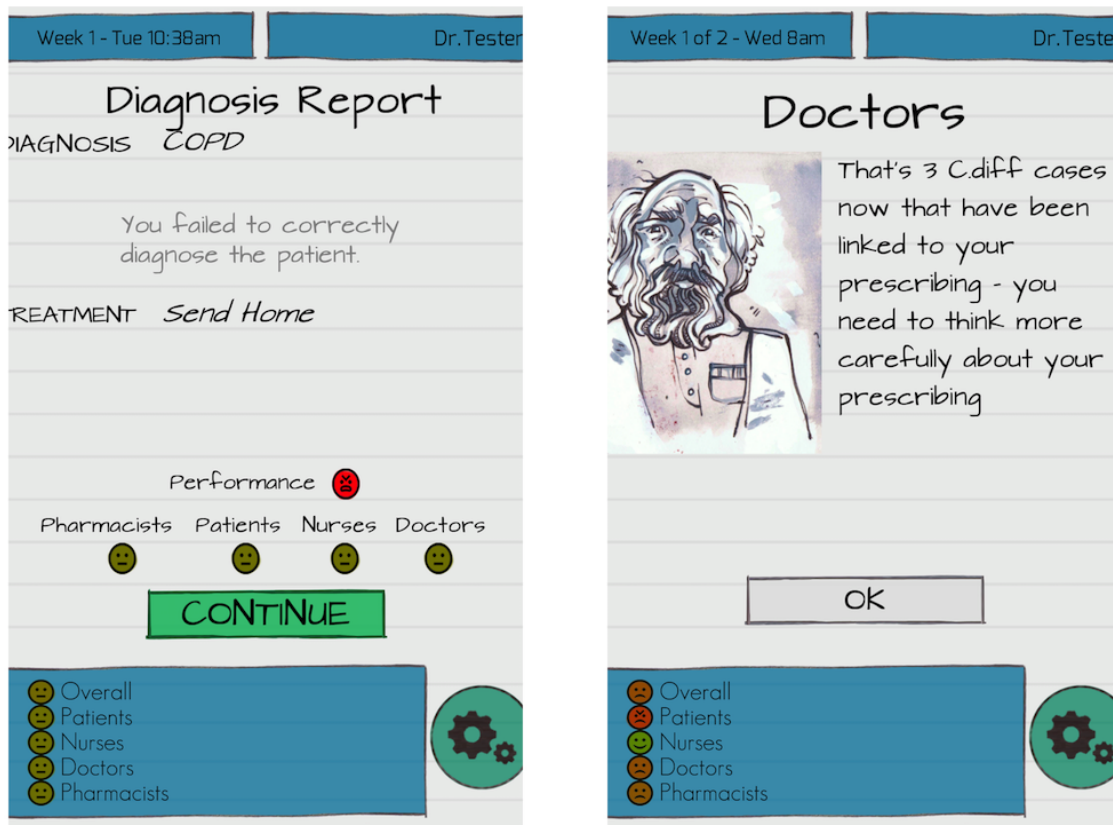 Week 1 - Tue 10:38am
Dr.Tester
Diagnosis Report
DIAGNOSIS COPD
You failed to correctly
diagnose the patient.
TREATMENT Send Home
Performance
Pharmacists Patients Nurses Doctors
CONTINUE
Overall
Patients
Nurses
Doctors
Pharmacists
Week 1 of 2 - Wed 8am
Dr.Teste
Doctors
That's 3 C.diff cases
now that have been
linked to your
prescribing - you
need to think more
carefully about your
prescribing
OK
Overall
Patients
Nurses
Doctors
Pharmacists